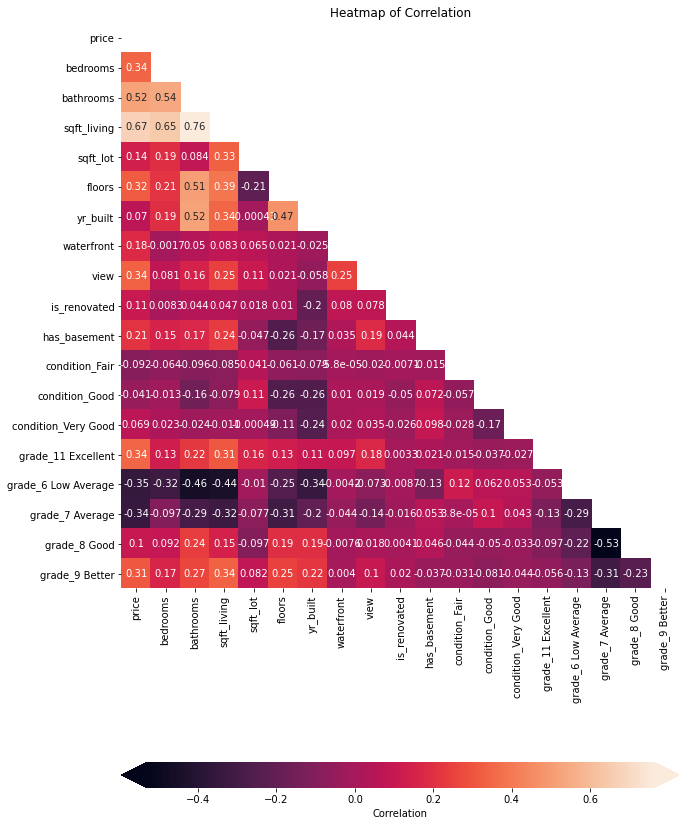 Heatmap of Correlation
price
bedrooms 0.34
bathrooms 0.52 0.54
sqft_living 0.67 0.65 0.76
sqft_lot 0.14 0.19 0.084 0.33
floors 0.32 0.21 0.51 0.39 -0.21
yr_built 0.07 0.19 0.52 0.34 0.47
waterfront 0.18 -0.0017 0.05 0.083 0.065 0.021 -0.025
view 0.34 0.081 0.16 0.25 0.11 0.021 -0.058 0.25
is_renovated 0.11 0.0083 0.044 0.047 0.018 0.01 -0.2 0.08 0.078
has_basement 0.21 0.15 0.17 0.24 -0.047 -0.26 -0.17 0.035 0.19 0.044
condition_Fair -0.092 -0.064 -0.096 -0.085 0.041 -0.061 -0.079 -5.8e-05 -0.02 -0.0071 -0.015
condition_Good -0.041 -0.013 -0.16 -0.079 0.11 -0.26 -0.26 0.01 0.019 -0.05 0.072 -0.057
condition_Very Good 0.069 0.023 -0.024 -0.011 -0.00049 -0.11 -0.24 0.02 0.035 -0.026 0.098 -0.028 -0.17
grade_11 Excellent 0.34 0.13 0.22 0.31 0.16 0.13 0.11 0.097 0.18 0.0033 0.021 -0.015 -0.037 -0.027
grade_6 Low Average -0.35 -0.32 -0.46 -0.44 -0.01 -0.25 -0.34 -0.0042 -0.073 -0.0087 -0.13 0.12 0.062 0.053 -0.053
grade_7 Average -0.34 -0.097 -0.29 -0.32 -0.077 -0.31 -0.2 -0.044 -0.14 -0.016 0.053 3.8e-05 0.1 0.043 -0.13 -0.29
grade_8 Good 0.1 0.092 0.24 0.15 -0.097 0.19 0.19 -0.0076 0.018 0.0041 0.046 -0.044 -0.05 -0.033 -0.097 -0.22 -0.53
grade_9 Better 0.31 0.17 0.27 0.34 0.082 0.25 0.22 0.004 0.1 0.02 -0.037 -0.031 -0.081 -0.044 -0.056 -0.13 -0.31 -0.23
price bedrooms bathrooms sqft_living sqft_lot floors yr_built waterfront view is_renovated has_basement condition_Fair condition_Good condition_Very Good grade_11 Excellent grade_6 Low Average grade_7 Average grade_8 Good grade_9 Better
−0.4 −0.2 0.0 0.2 0.4 0.6
Correlation